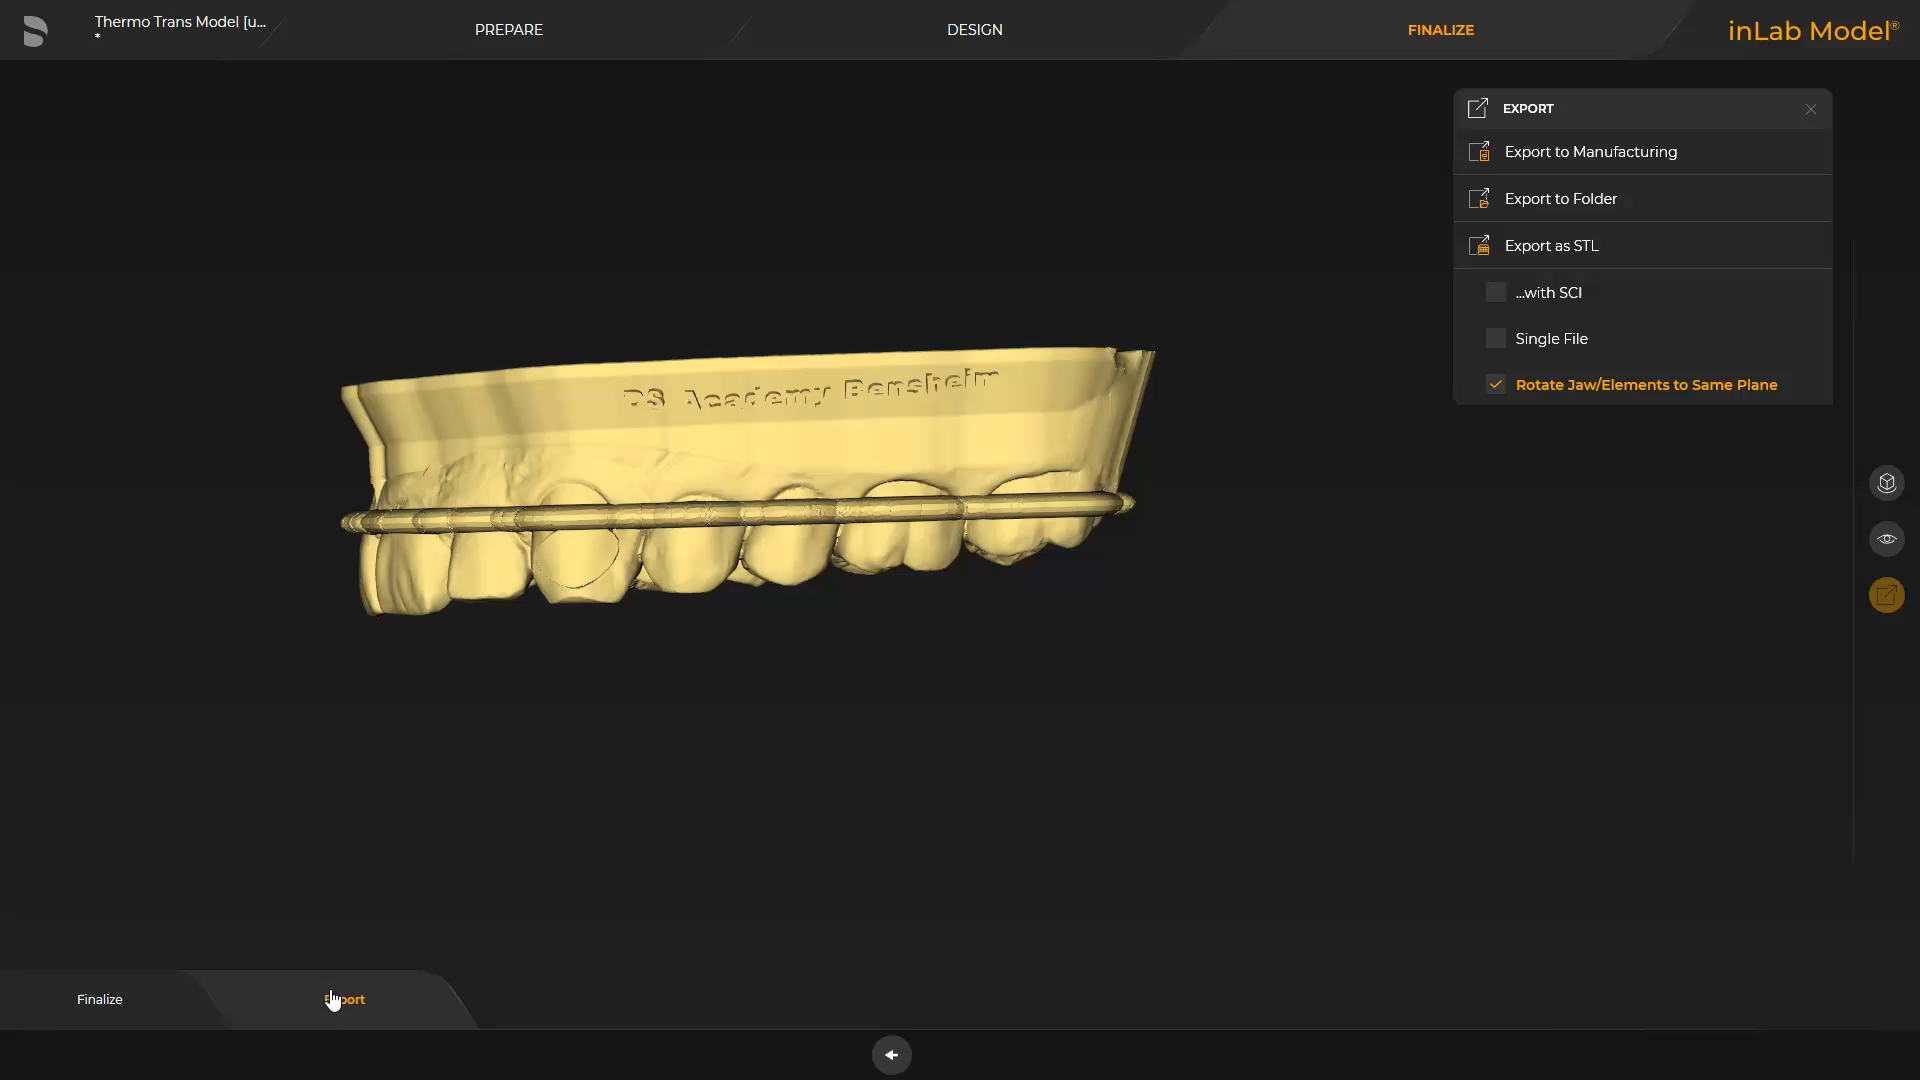 Thermo Trans Model [u...
*
PREPARE
DESIGN
FINALIZE
inLab Model®
EXPORT
Export to Manufacturing
Export to Folder
Export as STL
...with SCI
Single File
Rotate Jaw/Elements to Same Plane
DS Academy Bensheim
Finalize
Export